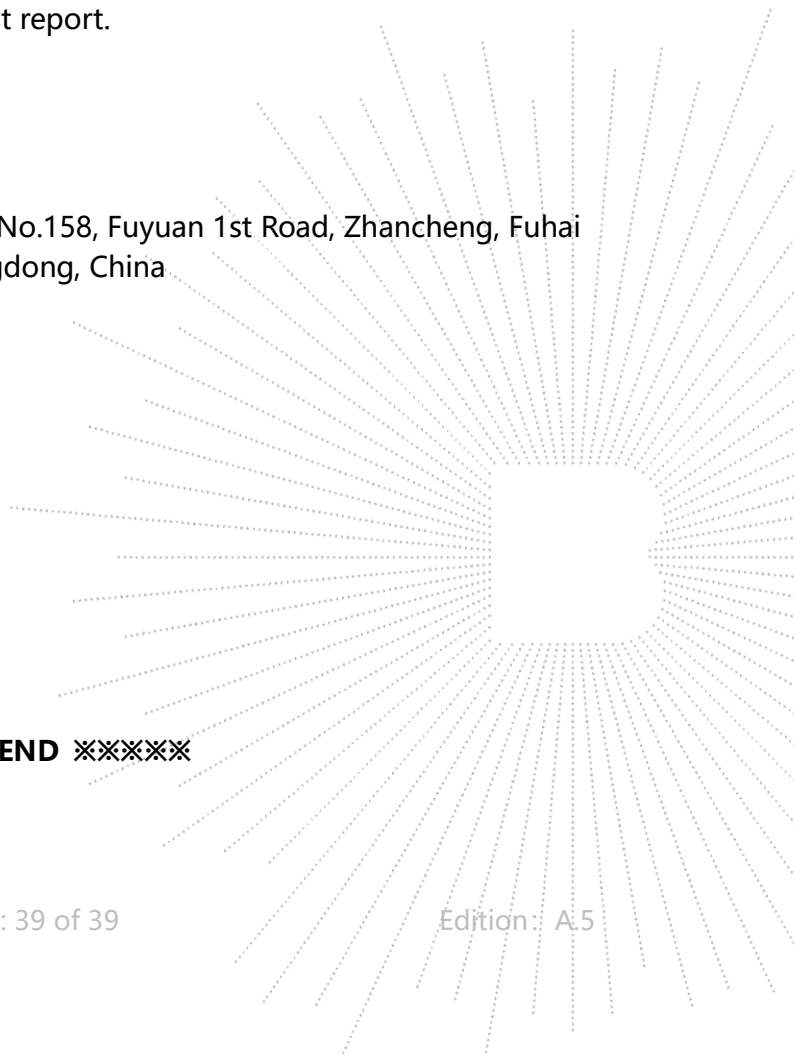 t report.
No.158, Fuyuan 1st Road, Zhancheng, Fuhai
gdong, China
END ※※※※※
: 39 of 39 Edition: A.5